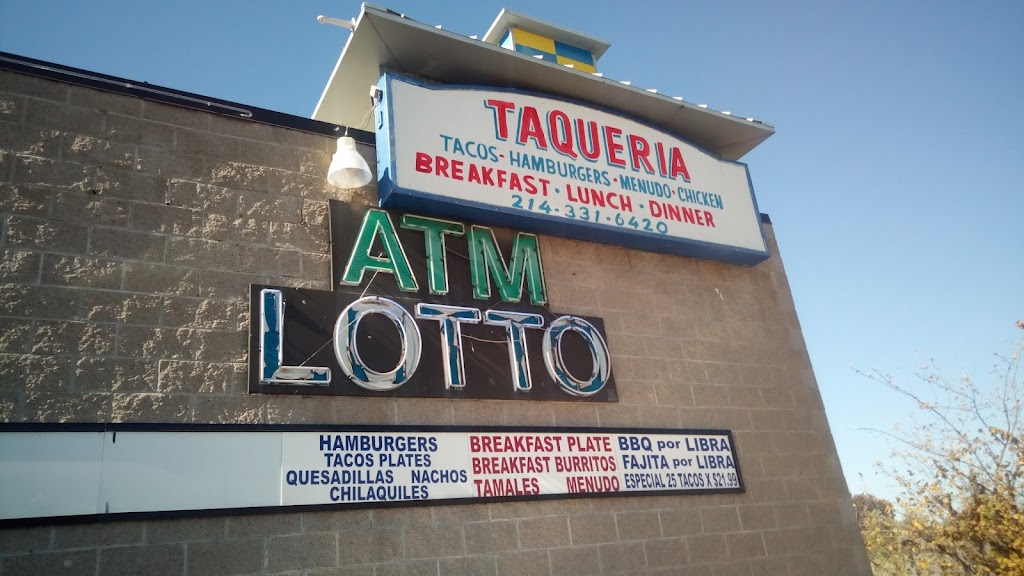 TAQUERIA
TACOS - HAMBURGERS • MENUDO • CHICKEN
BREAKFAST • LUNCH • DINNER
214-331-6420
ATM
LOTTO
HAMBURGERS
TACOS PLATES
QUESADILLAS NACHOS
CHILAQUILES
BREAKFAST PLATE
BREAKFAST BURRITOS
TAMALES MENUDO
BBQ por LIBRA
FAJITA por LIBRA
ESPECIAL 25 TACOS X $21.99